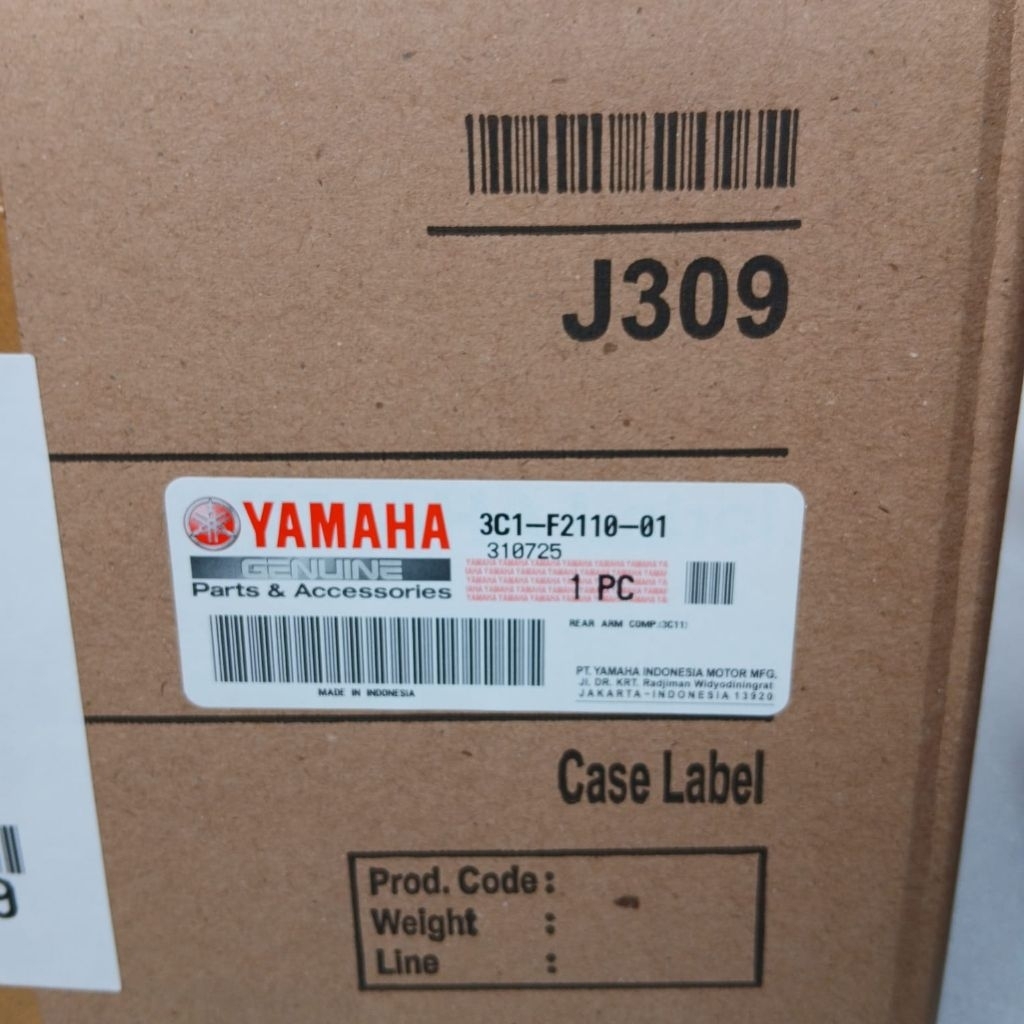 J309
YAMAHA
GENUINE
Parts & Accessories
3C1-F2110-01
310725
1 PC
REAR ARM COMP.(3C11)
MADE IN INDONESIA
PT. YAMAHA INDONESIA MOTOR MFG.
Jl. DR. KRT. Radjiman Widyodiningrat
JAKARTA-INDONESIA 13920
Case Label
Prod. Code :
Weight :
Line :
9